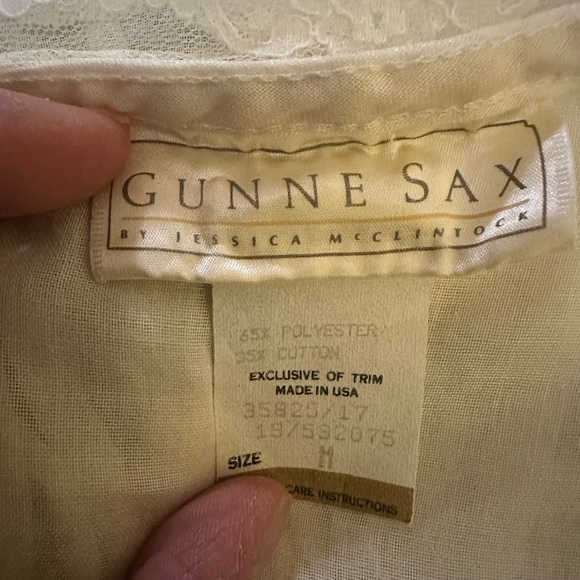 GUNNE SAX
BY JESSICA McCLINTOCK
65% POLYESTER
35% COTTON
EXCLUSIVE OF TRIM
MADE IN USA
35825/17
18/532075
SIZE M
CARE INSTRUCTIONS